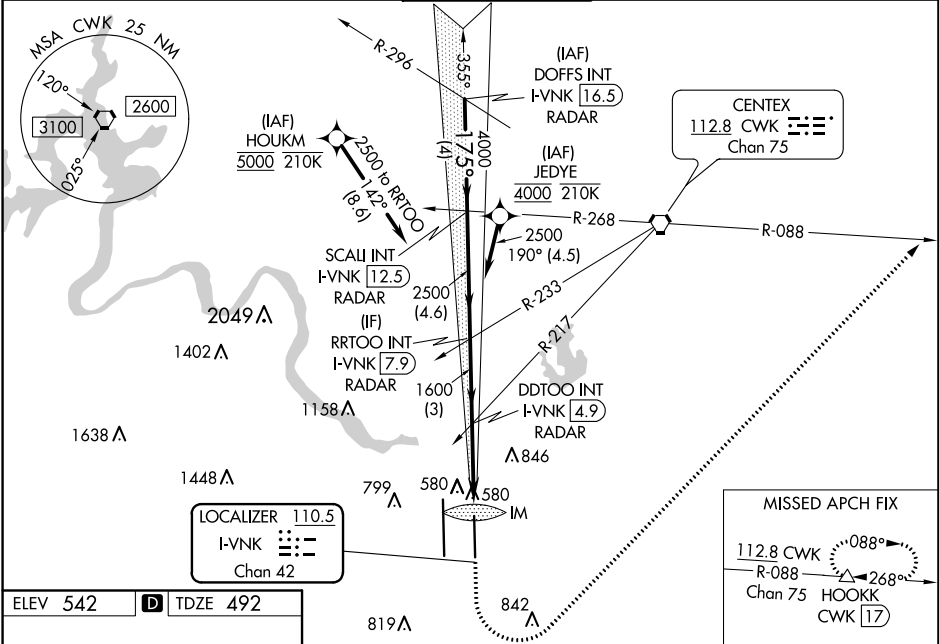 MSA CWK 25 NM
120°
2600
3100
025°
R-296
355°
(IAF)
DOFFS INT
I-VNK 16.5
RADAR
CENTEX
112.8 CWK
Chan 75
(IAF)
HOUKM
5000 210K
2500 to RRTOO
142°
(8.6)
4000
175°
(4)
(IAF)
JEDYE
4000 210K
R-268
R-088
2500
190° (4.5)
SCALI INT
I-VNK 12.5
RADAR
2500
(4.6)
R-233
R-217
(IF)
RRTOO INT
I-VNK 7.9
RADAR
1600
(3)
DDTOO INT
I-VNK 4.9
RADAR
2049
1402
1158
1638
1448
799
580
580
846
IM
LOCALIZER 110.5
I-VNK
Chan 42
MISSED APCH FIX
112.8 CWK
088°
R-088
268°
Chan 75
HOOKK
CWK 17
ELEV 542
D
TDZE 492
819
842